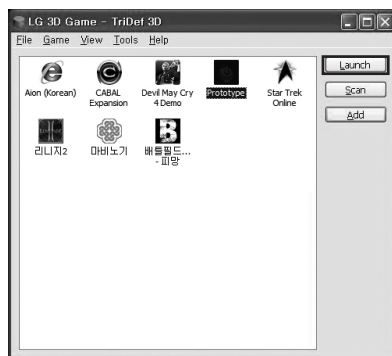 LG 3D Game - TriDef 3D
File Game View Tools Help
Aion (Korean)
CABAL
Expansion
Devil May Cry
4 Demo
Prototype
Star Trek
Online
리니지2
마비노기
배틀필드...
- 피망
Launch
Scan
Add